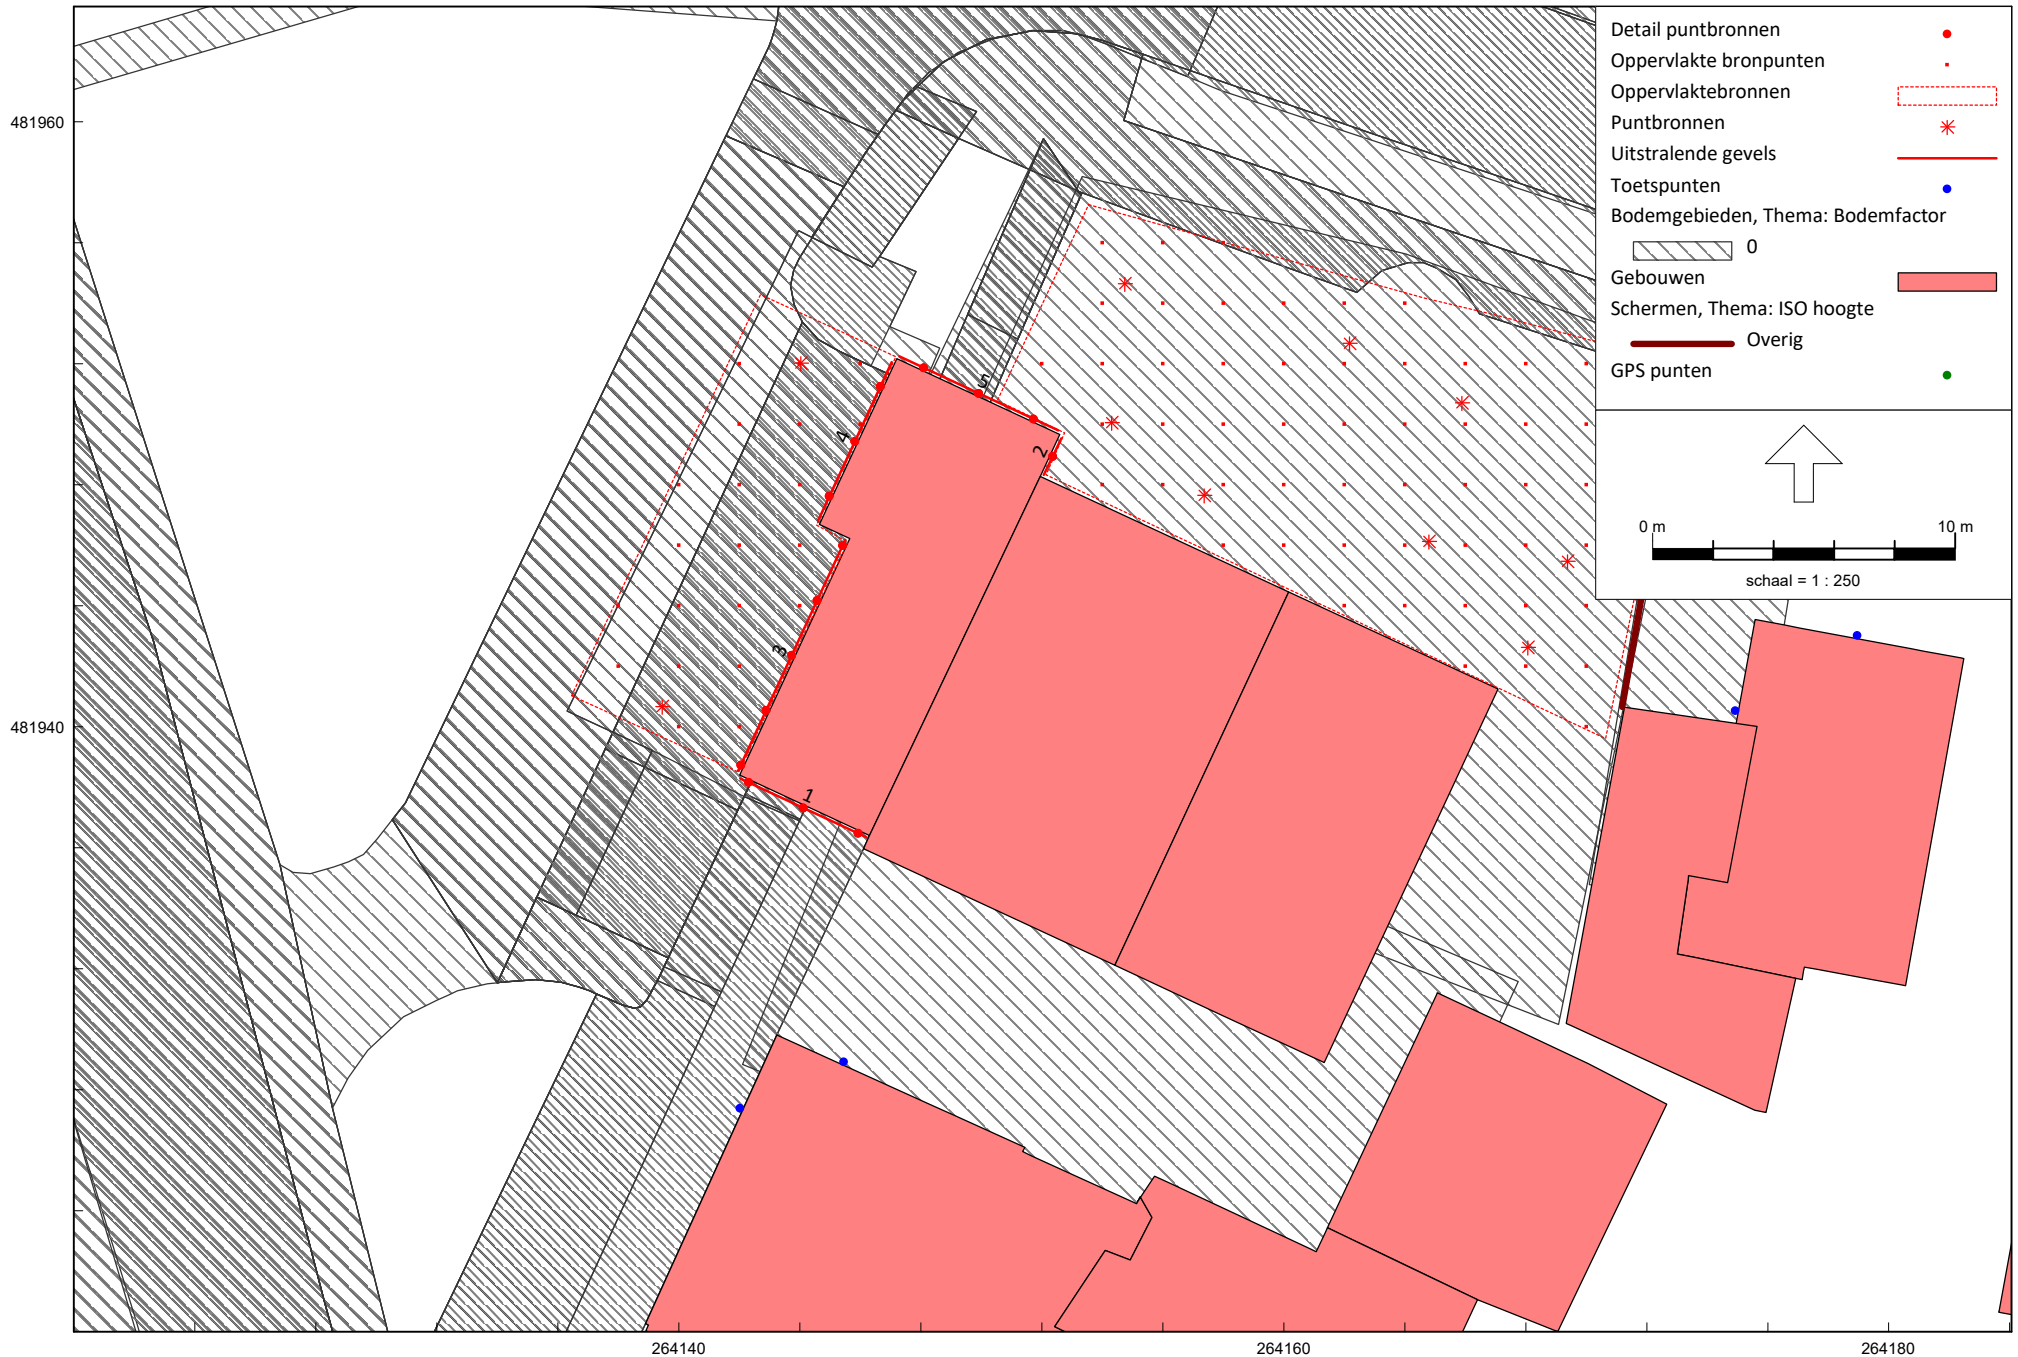 Detail puntbronnen
Oppervlakte bronpunten
Oppervlaktebronnen
Puntbronnen
Uitstralende gevels
Toetspunten
Bodemgebieden, Thema: Bodemfactor
0
Gebouwen
Schermen, Thema: ISO hoogte
Overig
GPS punten
0 m 10 m
schaal = 1 : 250
481960
481940
5
4
2
3
1
264140 264160 264180